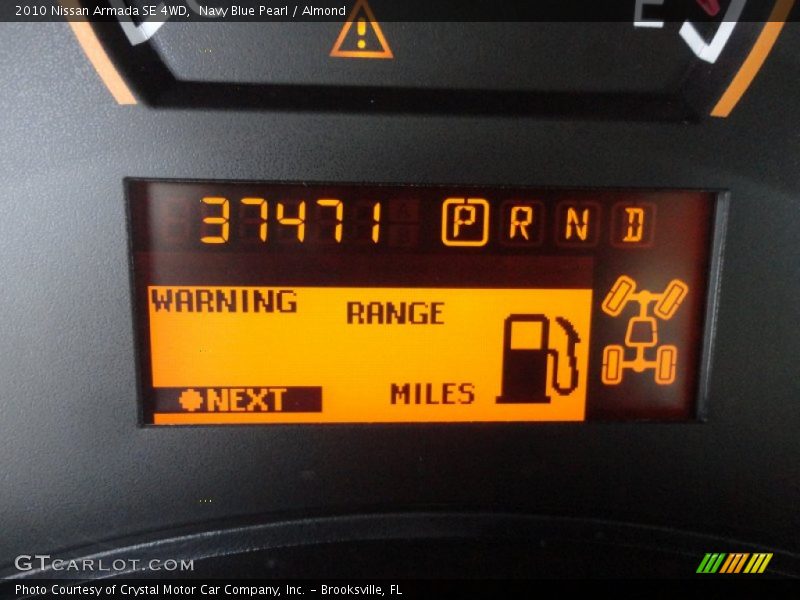 2010 Nissan Armada SE 4WD, Navy Blue Pearl / Almond
E
37471 P R N D
WARNING
RANGE
NEXT
MILES
GTCARLOT.COM
Photo Courtesy of Crystal Motor Car Company, Inc. - Brooksville, FL